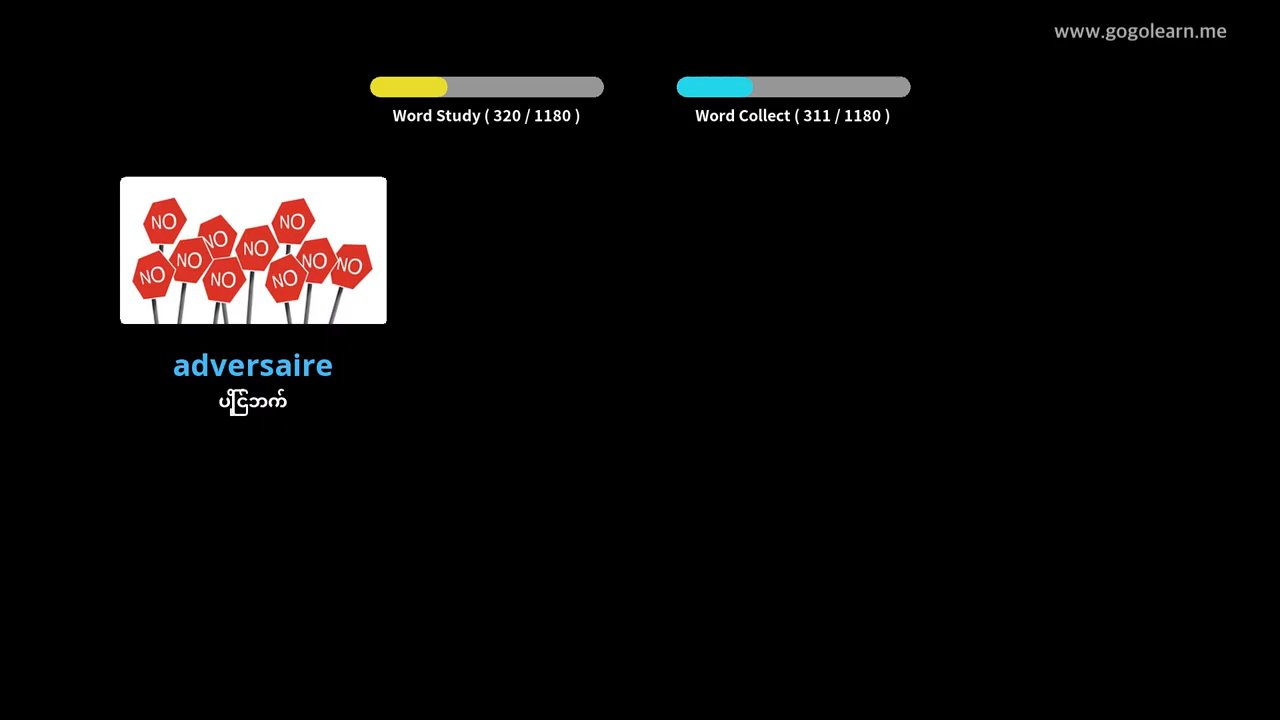 www.gogolearn.me
Word Study ( 320 / 1180 )
Word Collect ( 311 / 1180 )
NO
NO
NO
NO
NO
NO
NO
NO
NO
NO
adversaire
ပြိုင်ဘက်